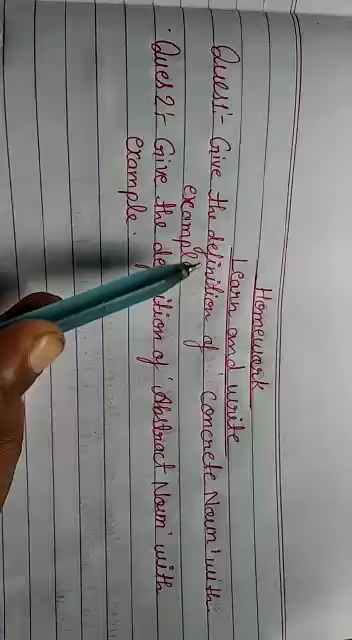 Homework
Learn and write
Ques1:- Give the definition of 'Concrete Noun' with
example.
Ques2:- Give the definition of 'Abstract Noun' with
example.